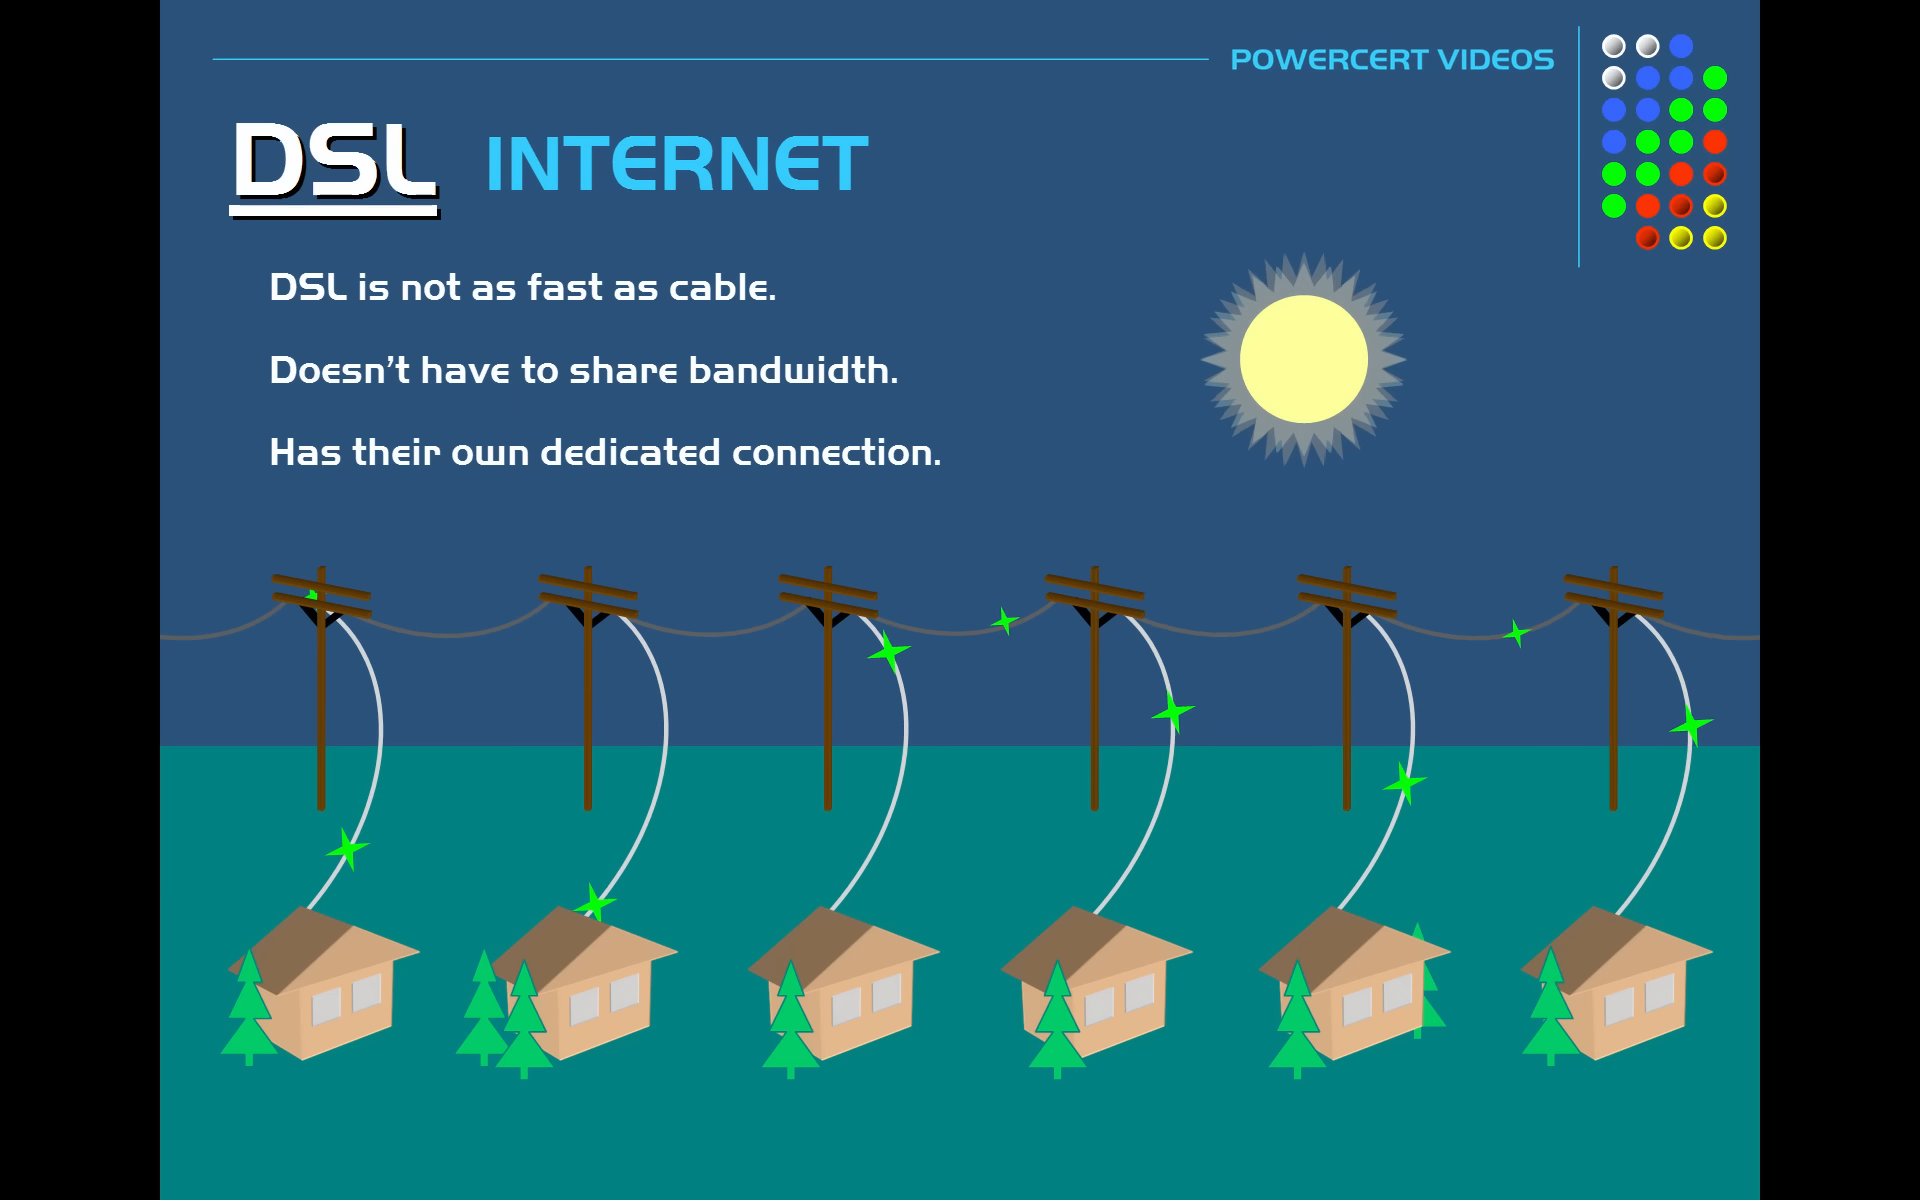 POWERCERT VIDEOS
DSL INTERNET
DSL is not as fast as cable.
Doesn't have to share bandwidth.
Has their own dedicated connection.